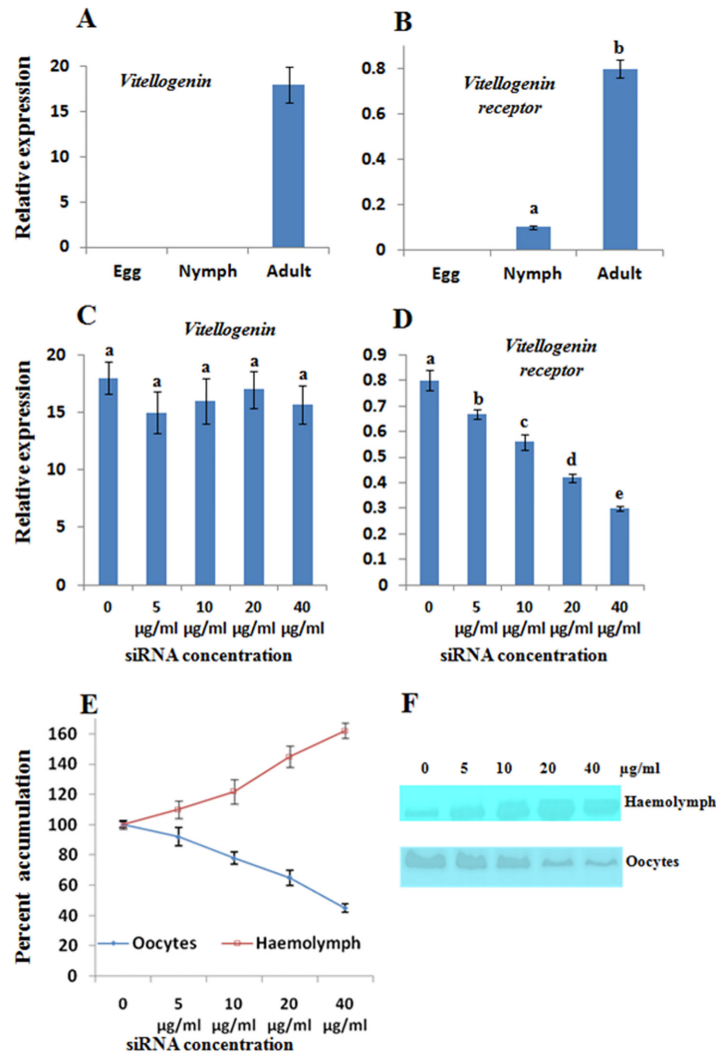 A
Vitellogenin
Relative expression
20
15
10
5
0
Egg Nymph Adult
B
Vitellogenin
receptor
1
0.8
0.6
0.4
0.2
0
a
b
Egg Nymph Adult
C
Vitellogenin
Relative expression
20
15
10
5
0
a a a a a
0 5 10 20 40
µg/ml µg/ml µg/ml µg/ml
siRNA concentration
D
Vitellogenin
receptor
0.9
0.8
0.7
0.6
0.5
0.4
0.3
0.2
0.1
0
a
b
c
d
e
0 5 10 20 40
µg/ml µg/ml µg/ml µg/ml
siRNA concentration
E
Percent accumulation
160
140
120
100
80
60
40
20
0
Oocytes Haemolymph
0 5 10 20 40
µg/ml µg/ml µg/ml µg/ml
siRNA concentration
F
0 5 10 20 40 µg/ml
Haemolymph
Oocytes